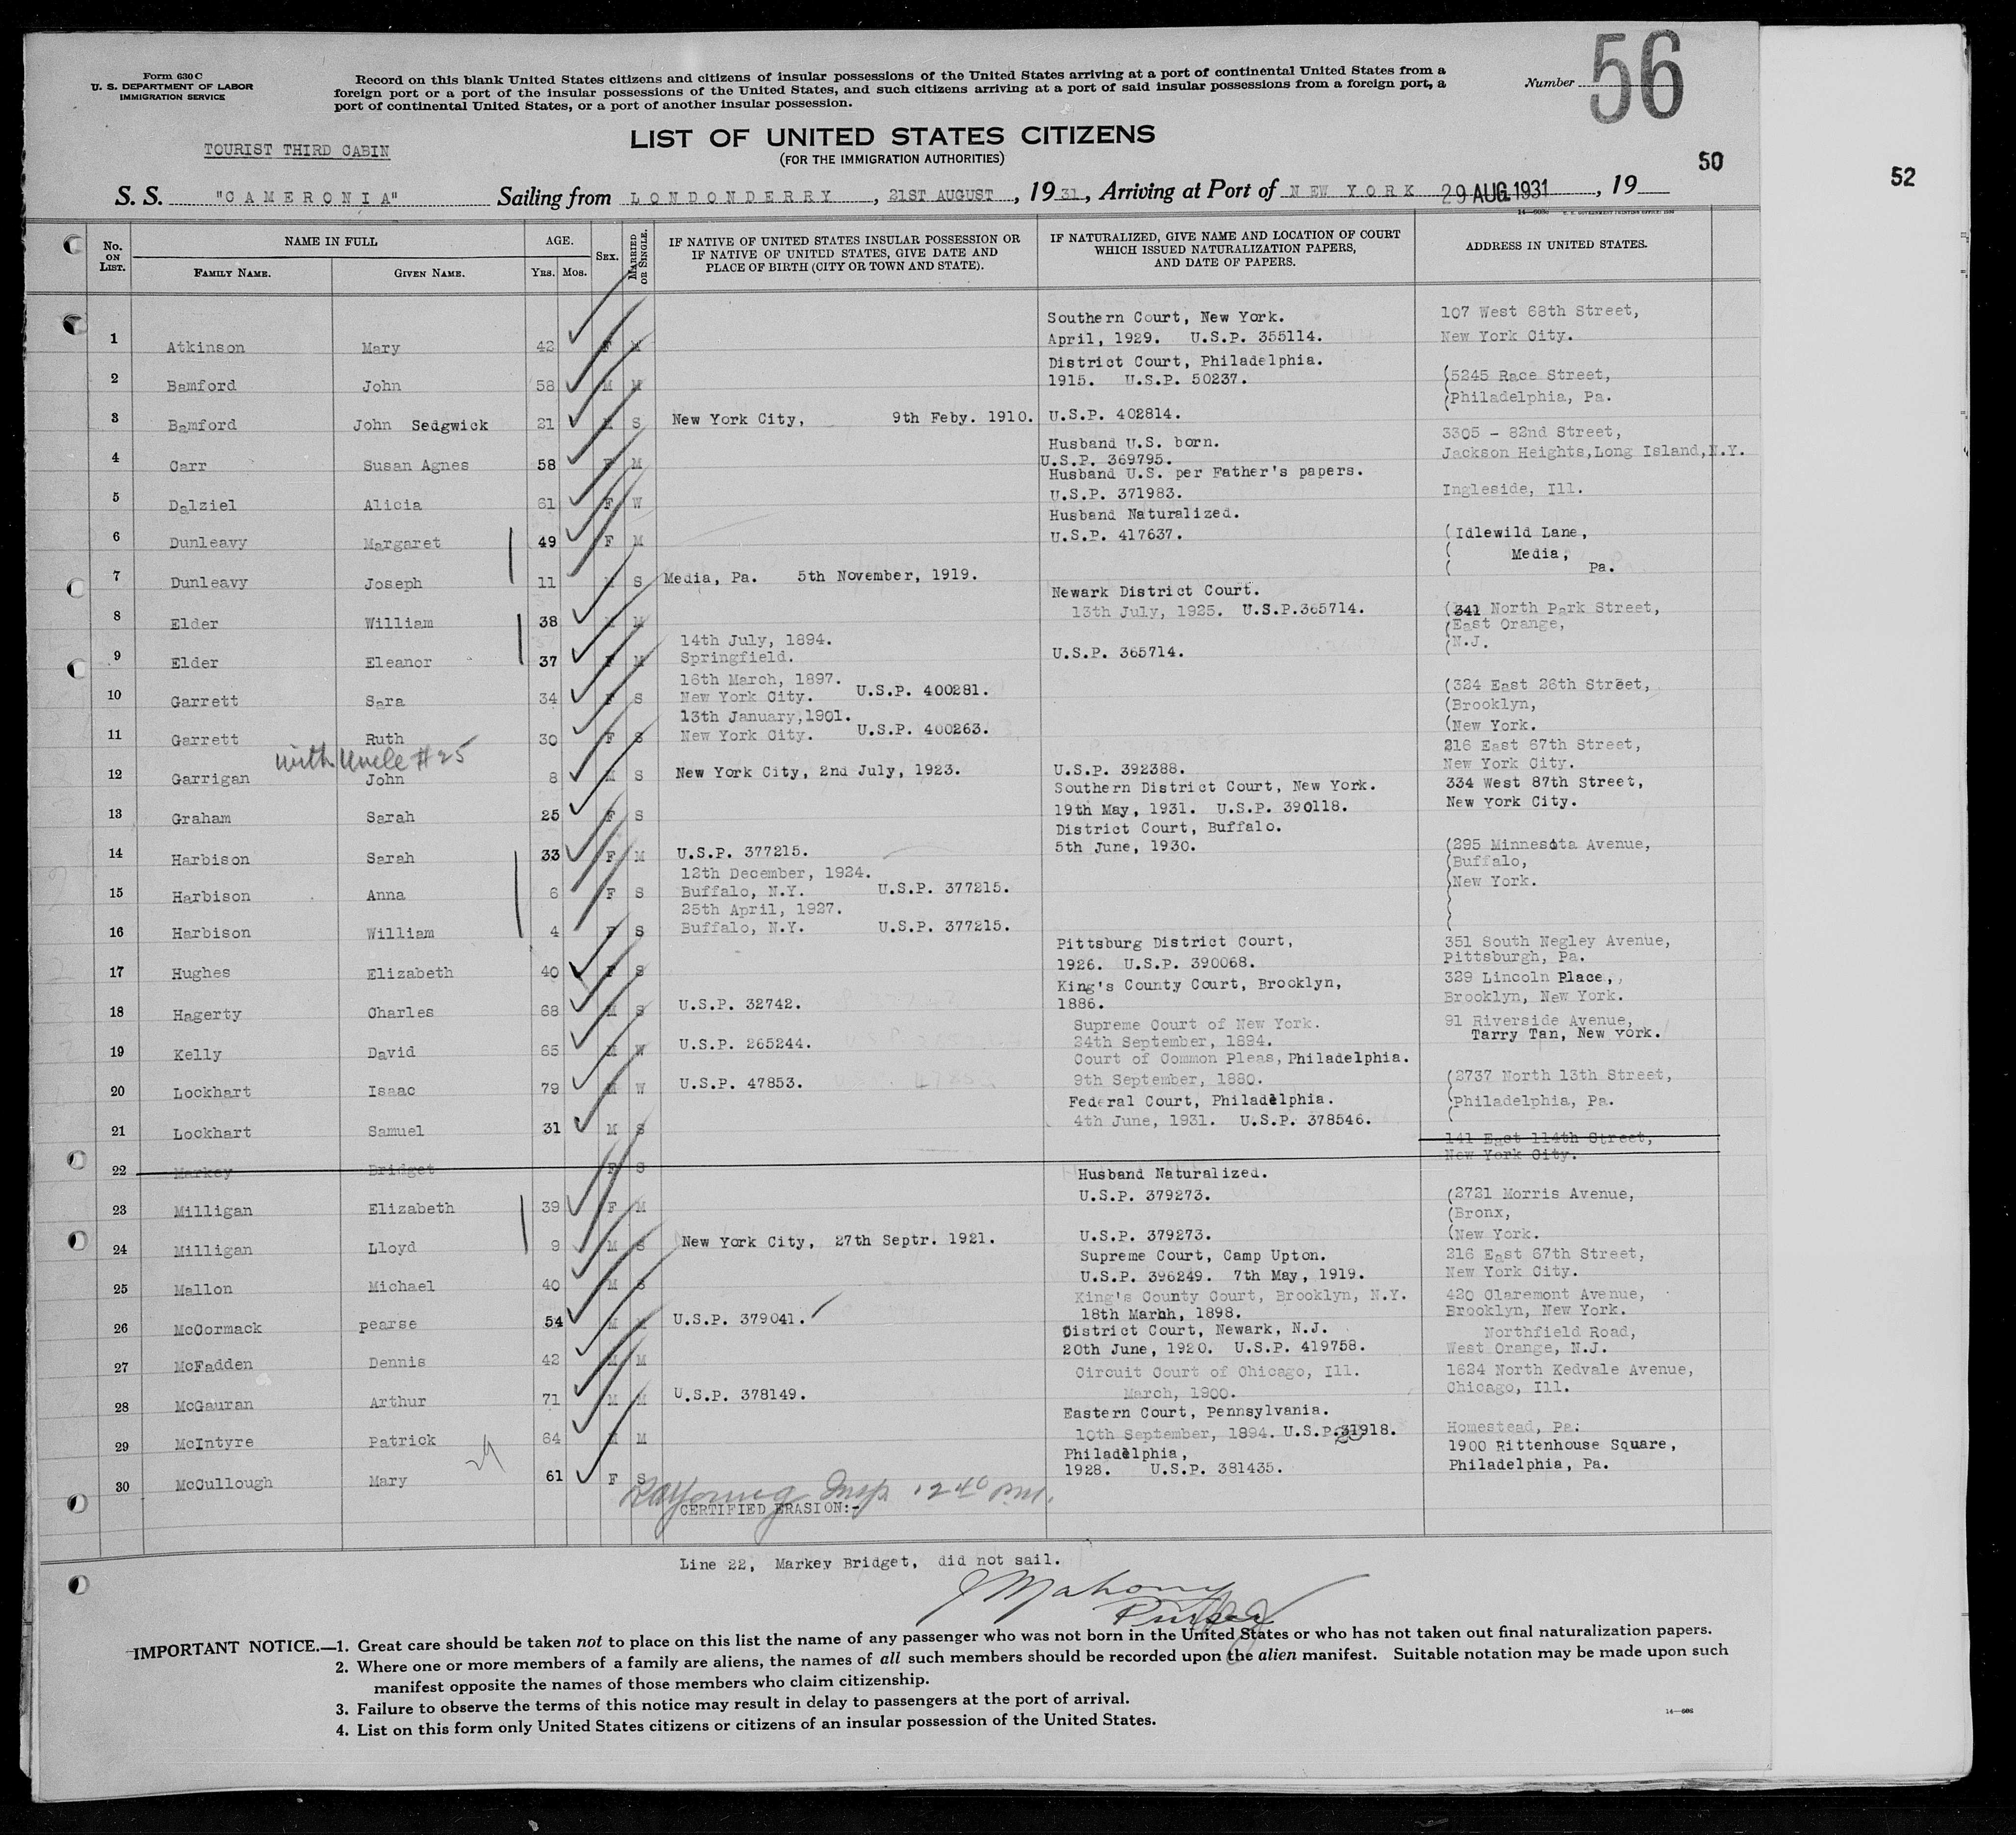 Form 630 C
U. S. DEPARTMENT OF LABOR
IMMIGRATION SERVICE
Record on this blank United States citizens and citizens of insular possessions of the United States arriving at a port of continental United States from a
foreign port or a port of the insular possessions of the United States, and such citizens arriving at a port of said insular possessions from a foreign port, a
port of continental United States, or a port of another insular possession.
Number 56
LIST OF UNITED STATES CITIZENS
(FOR THE IMMIGRATION AUTHORITIES)
TOURIST THIRD CABIN
50
52
S. S. "CAMERONIA" Sailing from LONDONDERRY, 21ST AUGUST, 1931, Arriving at Port of NEW YORK 29 AUG. 1931, 19
No. ON LIST. NAME IN FULL AGE. SEX. MARRIED OR SINGLE. IF NATIVE OF UNITED STATES INSULAR POSSESSION OR IF NATIVE OF UNITED STATES, GIVE DATE AND PLACE OF BIRTH (CITY OR TOWN AND STATE). IF NATURALIZED, GIVE NAME AND LOCATION OF COURT WHICH ISSUED NATURALIZATION PAPERS, AND DATE OF PAPERS. ADDRESS IN UNITED STATES.
FAMILY NAME. GIVEN NAME. YRS. MOS.
1 Atkinson Mary 42 F M Southern Court, New York. April, 1929. U.S.P. 355114. 107 West 68th Street, New York City.
2 Bamford John 58 M M District Court, Philadelphia. 1915. U.S.P. 50237. (5245 Race Street, (Philadelphia, Pa.
3 Bamford John Sedgwick 21 M S New York City, 9th Feby. 1910. U.S.P. 402814.
4 Carr Susan Agnes 58 F M Husband U.S. born. U.S.P. 369795. 3305 - 82nd Street, Jackson Heights,Long Island,N.Y.
5 Dalziel Alicia 61 F W Husband U.S. per Father's papers. U.S.P. 371983. Ingleside, Ill.
6 Dunleavy Margaret 49 F M Husband Naturalized. U.S.P. 417637. (Idlewild Lane, ( Media, ( Pa.
7 Dunleavy Joseph 11 M S Media, Pa. 5th November, 1919.
8 Elder William 38 M M Newark District Court. 13th July, 1925. U.S.P.365714. (341 North Park Street, (East Orange, (N.J.
9 Elder Eleanor 37 F M 14th July, 1894. Springfield. U.S.P. 365714.
10 Garrett Sara 34 F S 16th March, 1897. New York City. U.S.P. 400281. (324 East 26th Street, (Brooklyn, (New York.
11 Garrett Ruth 30 F S 13th January,1901. New York City. U.S.P. 400263.
with Uncle #25
12 Garrigan John 8 M S New York City, 2nd July, 1923. U.S.P. 392388. 216 East 67th Street, New York City.
13 Graham Sarah 25 F S Southern District Court, New York. 19th May, 1931. U.S.P. 390118. 334 West 87th Street, New York City.
14 Harbison Sarah 33 F M U.S.P. 377215. District Court, Buffalo. 5th June, 1930. (295 Minnesota Avenue, (Buffalo, (New York.
15 Harbison Anna 6 F S 12th December, 1924. Buffalo, N.Y. U.S.P. 377215.
16 Harbison William 4 F S 25th April, 1927. Buffalo, N.Y. U.S.P. 377215.
17 Hughes Elizabeth 40 F S Pittsburg District Court, 1926. U.S.P. 390068. 351 South Negley Avenue, Pittsburgh, Pa.
18 Hagerty Charles 68 M S U.S.P. 32742. King's County Court, Brooklyn, 1886. 329 Lincoln Place,, Brooklyn, New York.
19 Kelly David 65 M W U.S.P. 265244. Supreme Court of New York. 24th September, 1894. 91 Riverside Avenue, Tarry Tan, New York.
20 Lockhart Isaac 79 M W U.S.P. 47853. Court of Common Pleas, Philadelphia. 9th September, 1880. (2737 North 13th Street, (Philadelphia, Pa.
21 Lockhart Samuel 31 M S Federal Court, Philadelphia. 4th June, 1931. U.S.P. 378546.
22 Markey Bridget F S 141 East 114th Street, New York City.
23 Milligan Elizabeth 39 F M Husband Naturalized. U.S.P. 379273. (2721 Morris Avenue, (Bronx, (New York.
24 Milligan Lloyd 9 M S New York City, 27th Septr. 1921. U.S.P. 379273.
25 Mallon Michael 40 M S Supreme Court, Camp Upton. U.S.P. 396249. 7th May, 1919. 216 East 67th Street, New York City.
26 McCormack pearse 54 M M U.S.P. 379041. King's County Court, Brooklyn, N.Y. 18th Marhh, 1898. 420 Claremont Avenue, Brooklyn, New York.
27 McFadden Dennis 42 M M District Court, Newark, N.J. 20th June, 1920. U.S.P. 419758. Northfield Road, West Orange, N.J.
28 McGauran Arthur 71 M M U.S.P. 378149. Circuit Court of Chicago, Ill. March, 1900. 1624 North Kedvale Avenue, Chicago, Ill.
29 McIntyre Patrick 64 M M Eastern Court, Pennsylvania. 10th September, 1894. U.S.P.31918. Homestead, Pa.
30 McCullough Mary 61 F S Philadelphia, 1928. U.S.P. 381435. 1900 Rittenhouse Square, Philadelphia, Pa.
29
Young Insp 12 40 pm.
CERTIFIED ERASION:-
Line 22, Markey Bridget, did not sail.
J Mahony
Purser
IMPORTANT NOTICE.—1. Great care should be taken not to place on this list the name of any passenger who was not born in the United States or who has not taken out final naturalization papers.
2. Where one or more members of a family are aliens, the names of all such members should be recorded upon the alien manifest. Suitable notation may be made upon such
manifest opposite the names of those members who claim citizenship.
3. Failure to observe the terms of this notice may result in delay to passengers at the port of arrival.
4. List on this form only United States citizens or citizens of an insular possession of the United States.
14—608